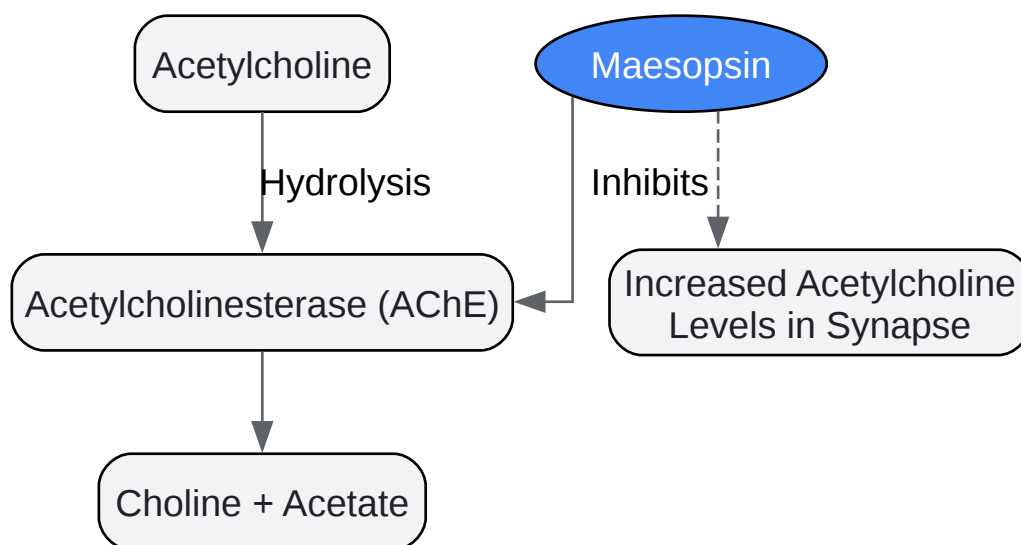 Acetylcholine
Maesopsin
Hydrolysis
Inhibits
Acetylcholinesterase (AChE)
Increased Acetylcholine
Levels in Synapse
Choline + Acetate